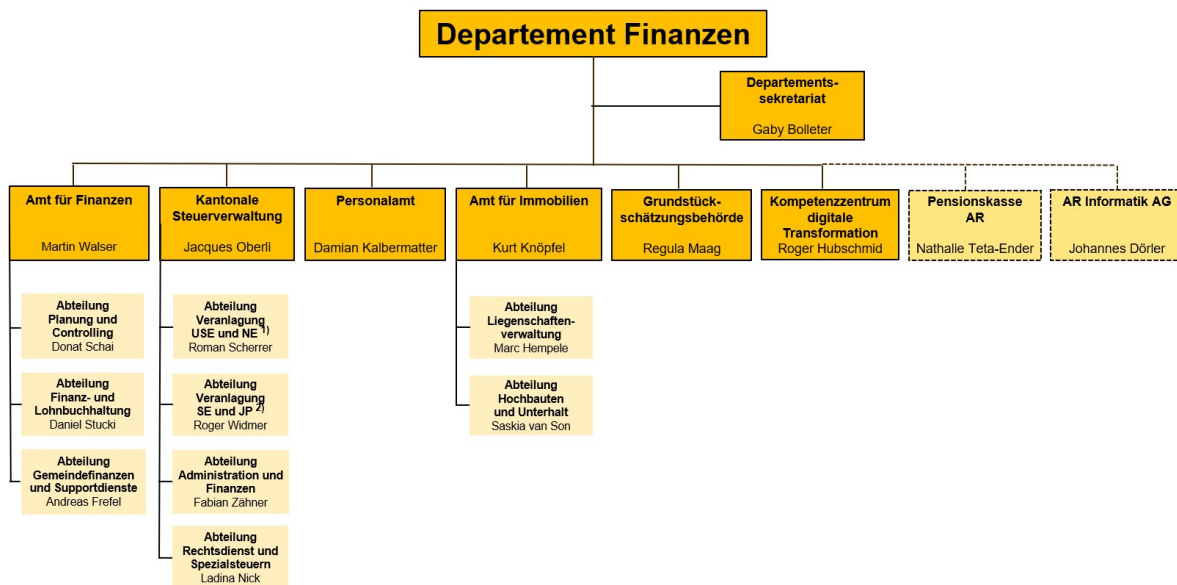 Departement Finanzen
Departements-
sekretariat
Gaby Bolleter
Amt für Finanzen
Martin Walser
Kantonale
Steuerverwaltung
Jacques Oberli
Personalamt
Damian Kalbermatter
Amt für Immobilien
Kurt Knöpfel
Grundstück-
schätzungsbehörde
Regula Maag
Kompetenzzentrum
digitale
Transformation
Roger Hubschmid
Pensionskasse
AR
Nathalie Teta-Ender
AR Informatik AG
Johannes Dörler
Abteilung
Planung und
Controlling
Donat Schai
Abteilung
Finanz- und
Lohnbuchhaltung
Daniel Stucki
Abteilung
Gemeindefinanzen
und Supportdienste
Andreas Frefel
Abteilung
Veranlagung
USE und NE 1)
Roman Scherrer
Abteilung
Veranlagung
SE und JP 2)
Roger Widmer
Abteilung
Administration und
Finanzen
Fabian Zähner
Abteilung
Rechtsdienst und
Spezialsteuern
Ladina Nick
Abteilung
Liegenschaften-
verwaltung
Marc Hempele
Abteilung
Hochbauten
und Unterhalt
Saskia van Son